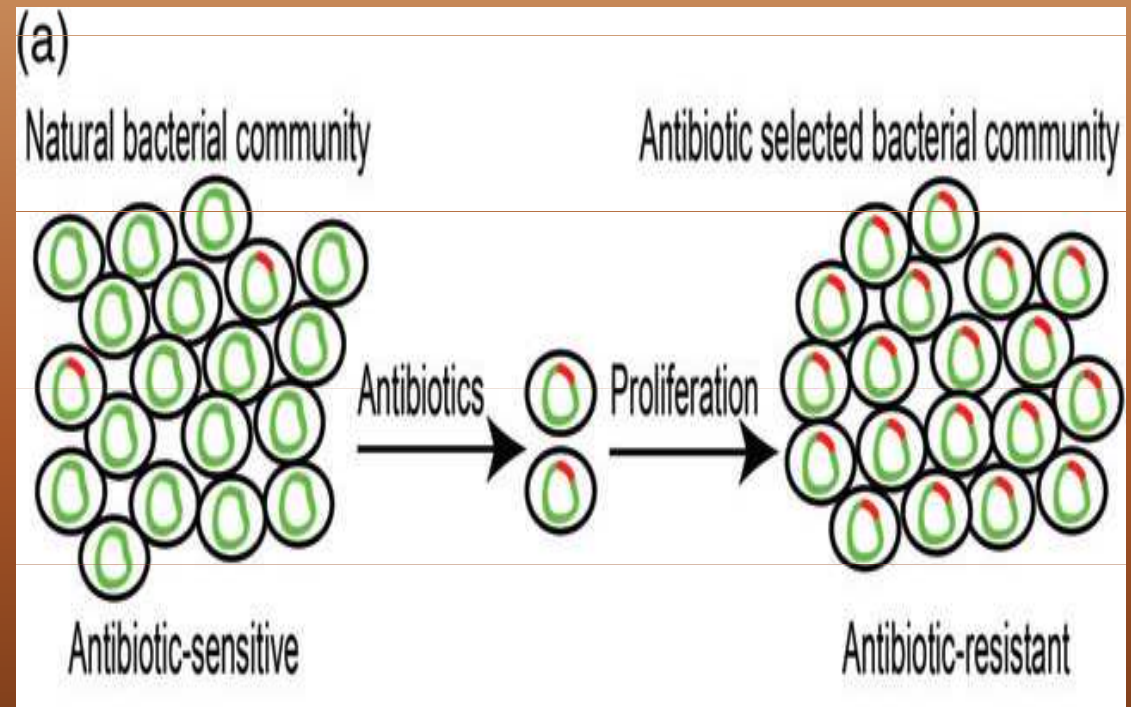 (a)
Natural bacterial community
Antibiotic selected bacterial community
Antibiotics
Proliferation
Antibiotic-sensitive
Antibiotic-resistant